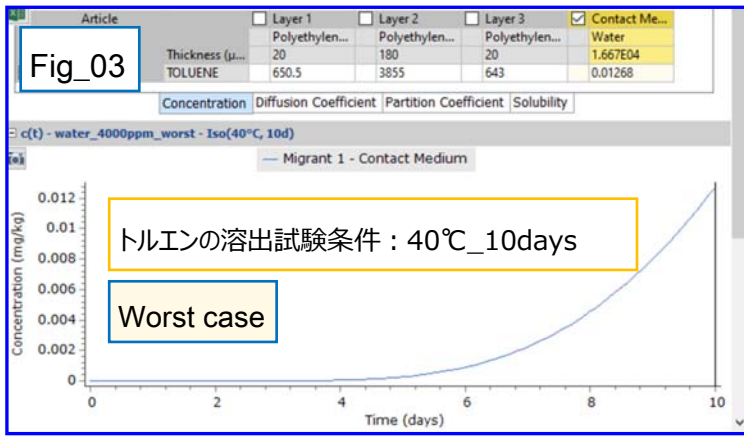 Article Layer 1 Layer 2 Layer 3 Contact Me...
Polyethylen... Polyethylen... Polyethylen... Water
Fig_03
Thickness (μ... 20 180 20 1.667E04
TOLUENE 650.5 3855 643 0.01268
Concentration Diffusion Coefficient Partition Coefficient Solubility
c(t) - water_4000ppm_worst - Iso(40°C, 10d)
Migrant 1 - Contact Medium
Concentration (mg/kg)
0.012
0.01
0.008
0.006
0.004
0.002
0
トルエンの溶出試験条件：40℃_10days
Worst case
0 2 4 6 8 10
Time (days)